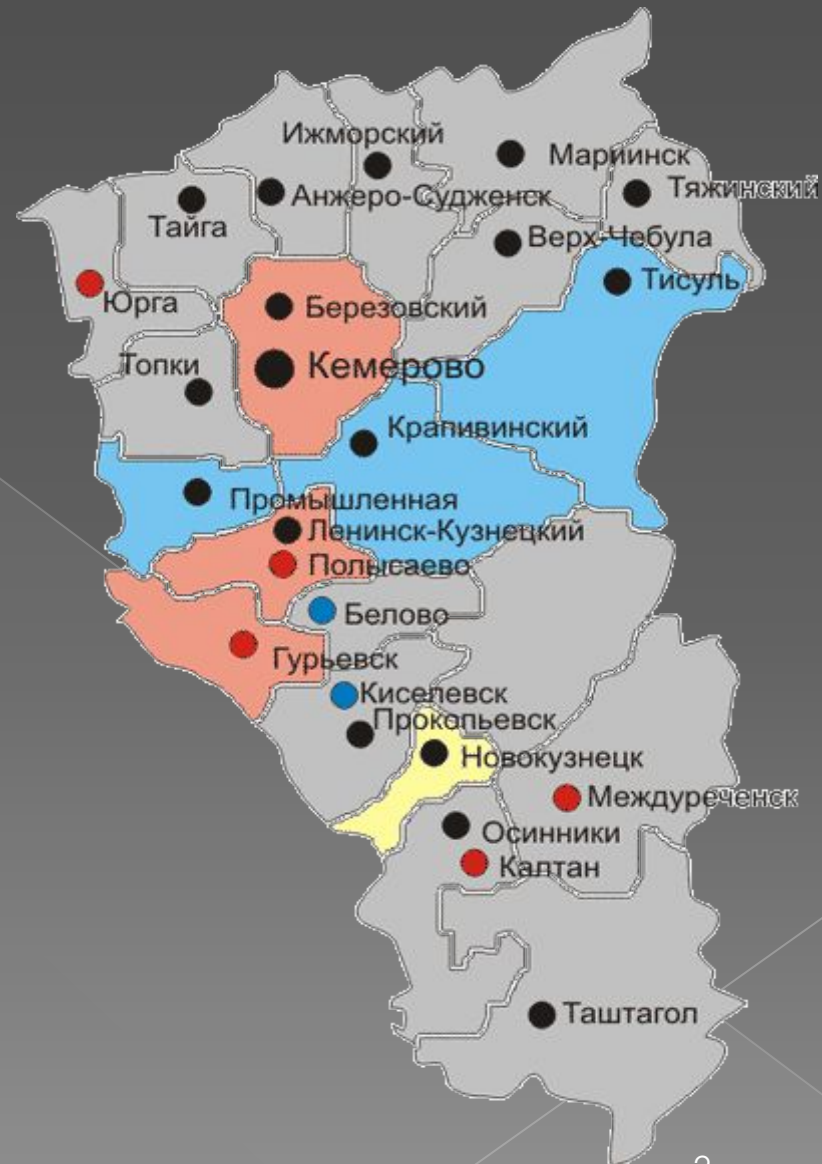 Ижморский
Мариинск
Тяжинский
Анжеро-Судженск
Тайга
Верх-Чебула
Тисуль
Юрга
Березовский
Топки
Кемерово
Крапивинский
Промышленная
Ленинск-Кузнецкий
Полысаево
Белово
Гурьевск
Киселевск
Прокопьевск
Новокузнецк
Междуреченск
Осинники
Калтан
Таштагол